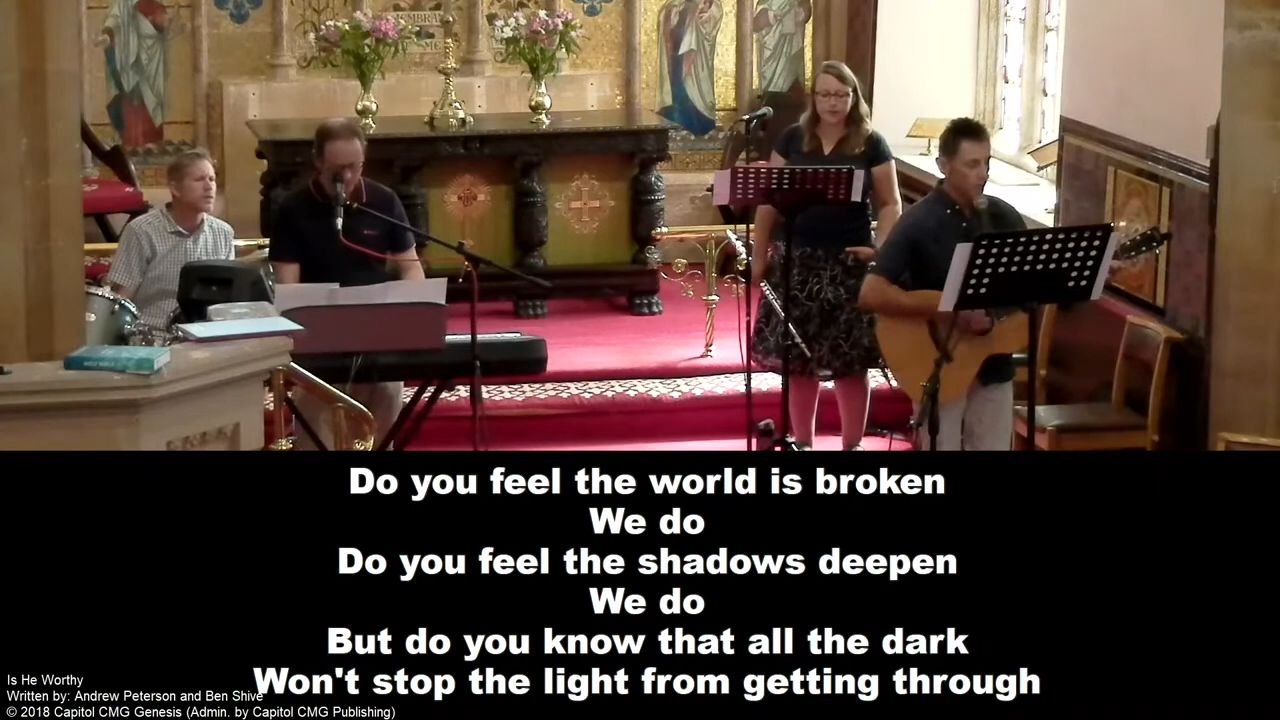 MEMBRAN
ME
Do you feel the world is broken
We do
Do you feel the shadows deepen
We do
But do you know that all the dark
Won't stop the light from getting through
Is He Worthy
Written by: Andrew Peterson and Ben Shive
© 2018 Capitol CMG Genesis (Admin. by Capitol CMG Publishing)